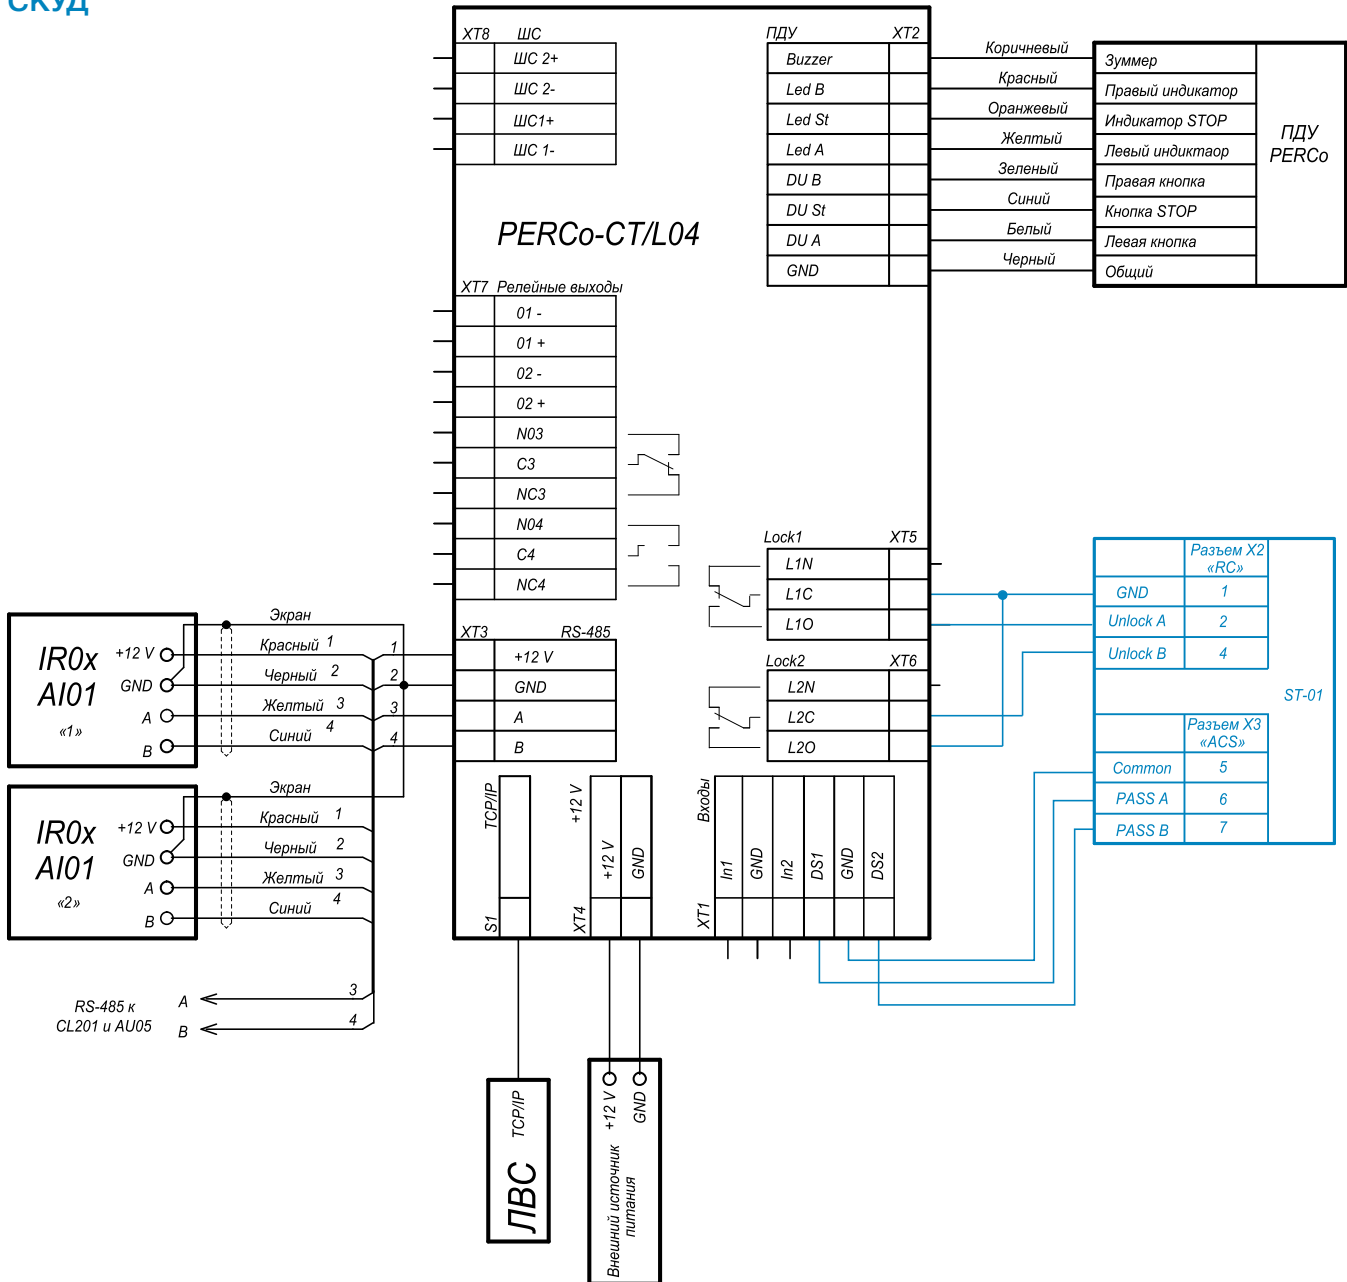 СКУД
XT8 ШС
ШС 2+
ШС 2-
ШС1+
ШС 1-
ПДУ XT2
Buzzer
Led B
Led St
Led A
DU B
DU St
DU A
GND
Коричневый
Красный
Оранжевый
Желтый
Зеленый
Синий
Белый
Черный
Зуммер
Правый индикатор
Индикатор STOP
Левый индиктаор
Правая кнопка
Кнопка STOP
Левая кнопка
Общий
ПДУ
PERCo
PERCo-CT/L04
XT7 Релейные выходы
01 -
01 +
02 -
02 +
N03
C3
NC3
N04
C4
NC4
Lock1 XT5
L1N
L1C
L1O
Lock2 XT6
L2N
L2C
L2O
Разъем X2
«RC»
GND 1
Unlock A 2
Unlock B 4
ST-01
Разъем X3
«ACS»
Common 5
PASS A 6
PASS B 7
IR0x
AI01
«1»
+12 V
GND
A
B
Экран
Красный 1
Черный 2
Желтый 3
Синий 4
1
2
3
4
XT3 RS-485
+12 V
GND
A
B
IR0x
AI01
«2»
+12 V
GND
A
B
Экран
Красный 1
Черный 2
Желтый 3
Синий 4
RS-485 к
CL201 и AU05
A 3
B 4
TCP/IP
S1
+12 V
XT4
+12 V
GND
Входы
XT1
In1
GND
In2
DS1
GND
DS2
ЛВС TCP/IP
+12 V
GND
Внешний источник
питания